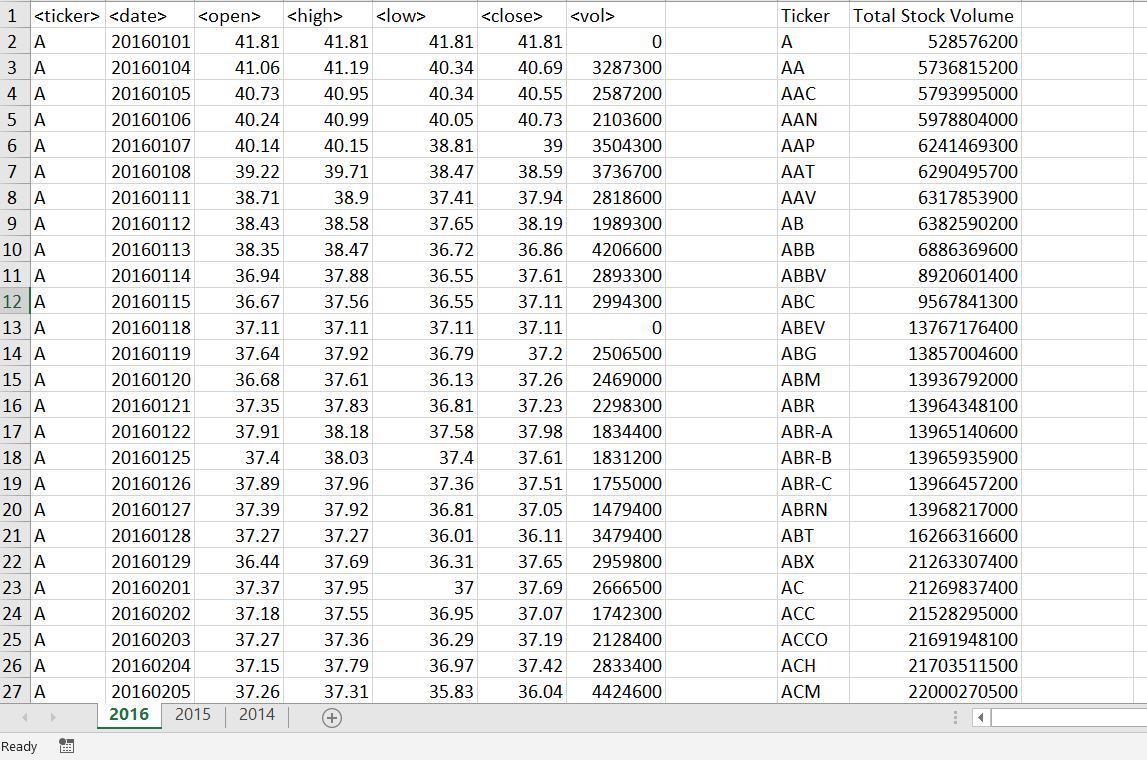 1 <ticker> <date> <open> <high> <low> <close> <vol> Ticker Total Stock Volume
2 A 20160101 41.81 41.81 41.81 41.81 0 A 528576200
3 A 20160104 41.06 41.19 40.34 40.69 3287300 AA 5736815200
4 A 20160105 40.73 40.95 40.34 40.55 2587200 AAC 5793995000
5 A 20160106 40.24 40.99 40.05 40.73 2103600 AAN 5978804000
6 A 20160107 40.14 40.15 38.81 39 3504300 AAP 6241469300
7 A 20160108 39.22 39.71 38.47 38.59 3736700 AAT 6290495700
8 A 20160111 38.71 38.9 37.41 37.94 2818600 AAV 6317853900
9 A 20160112 38.43 38.58 37.65 38.19 1989300 AB 6382590200
10 A 20160113 38.35 38.47 36.72 36.86 4206600 ABB 6886369600
11 A 20160114 36.94 37.88 36.55 37.61 2893300 ABBV 8920601400
12 A 20160115 36.67 37.56 36.55 37.11 2994300 ABC 9567841300
13 A 20160118 37.11 37.11 37.11 37.11 0 ABEV 13767176400
14 A 20160119 37.64 37.92 36.79 37.2 2506500 ABG 13857004600
15 A 20160120 36.68 37.61 36.13 37.26 2469000 ABM 13936792000
16 A 20160121 37.35 37.83 36.81 37.23 2298300 ABR 13964348100
17 A 20160122 37.91 38.18 37.58 37.98 1834400 ABR-A 13965140600
18 A 20160125 37.4 38.03 37.4 37.61 1831200 ABR-B 13965935900
19 A 20160126 37.89 37.96 37.36 37.51 1755000 ABR-C 13966457200
20 A 20160127 37.39 37.92 36.81 37.05 1479400 ABRN 13968217000
21 A 20160128 37.27 37.27 36.01 36.11 3479400 ABT 16266316600
22 A 20160129 36.44 37.69 36.31 37.65 2959800 ABX 21263307400
23 A 20160201 37.37 37.95 37 37.69 2666500 AC 21269837400
24 A 20160202 37.18 37.55 36.95 37.07 1742300 ACC 21528295000
25 A 20160203 37.27 37.36 36.29 37.19 2128400 ACCO 21691948100
26 A 20160204 37.15 37.79 36.97 37.42 2833400 ACH 21703511500
27 A 20160205 37.26 37.31 35.83 36.04 4424600 ACM 22000270500
2016 2015 2014
Ready